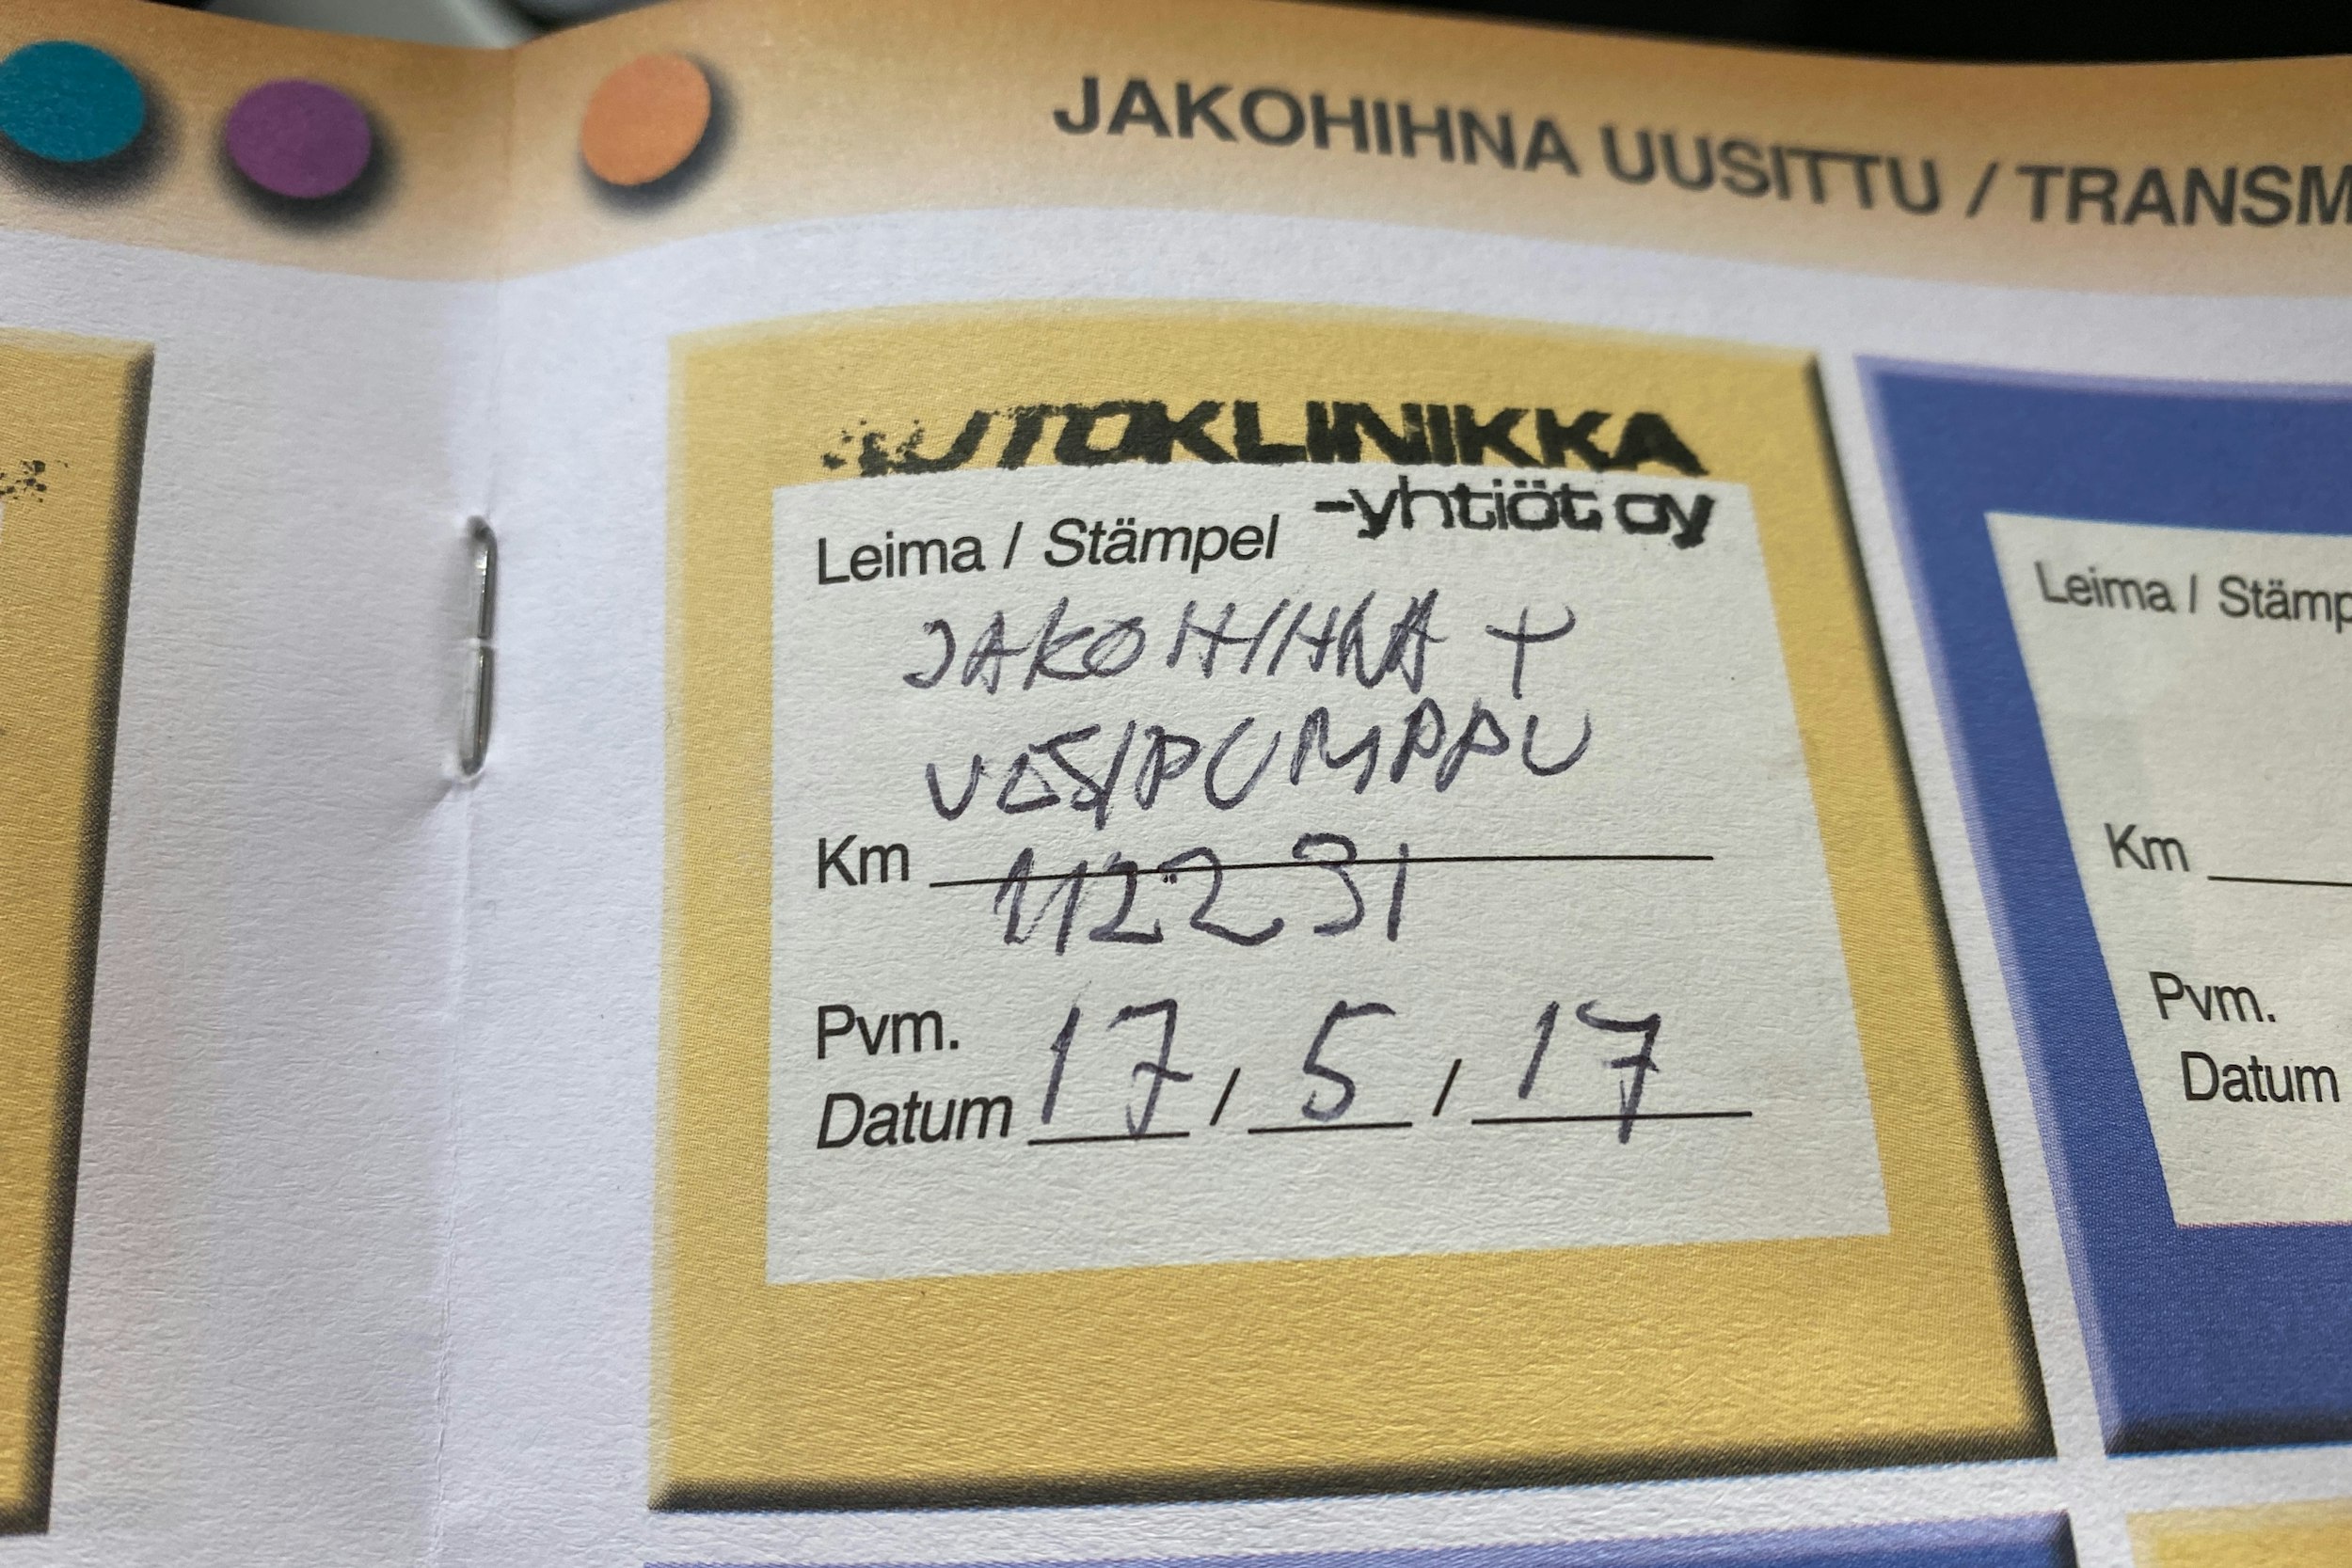 JAKOHIHNA UUSITTU / TRANSM
AUTOKLINIKKA
-yhtiöt oy
Leima / Stämpel
JAKOHIHNA +
VESIPUMPPU
Km 112231
Pvm.
Datum 17 / 5 / 17
Leima / Stämp
Km
Pvm.
Datum